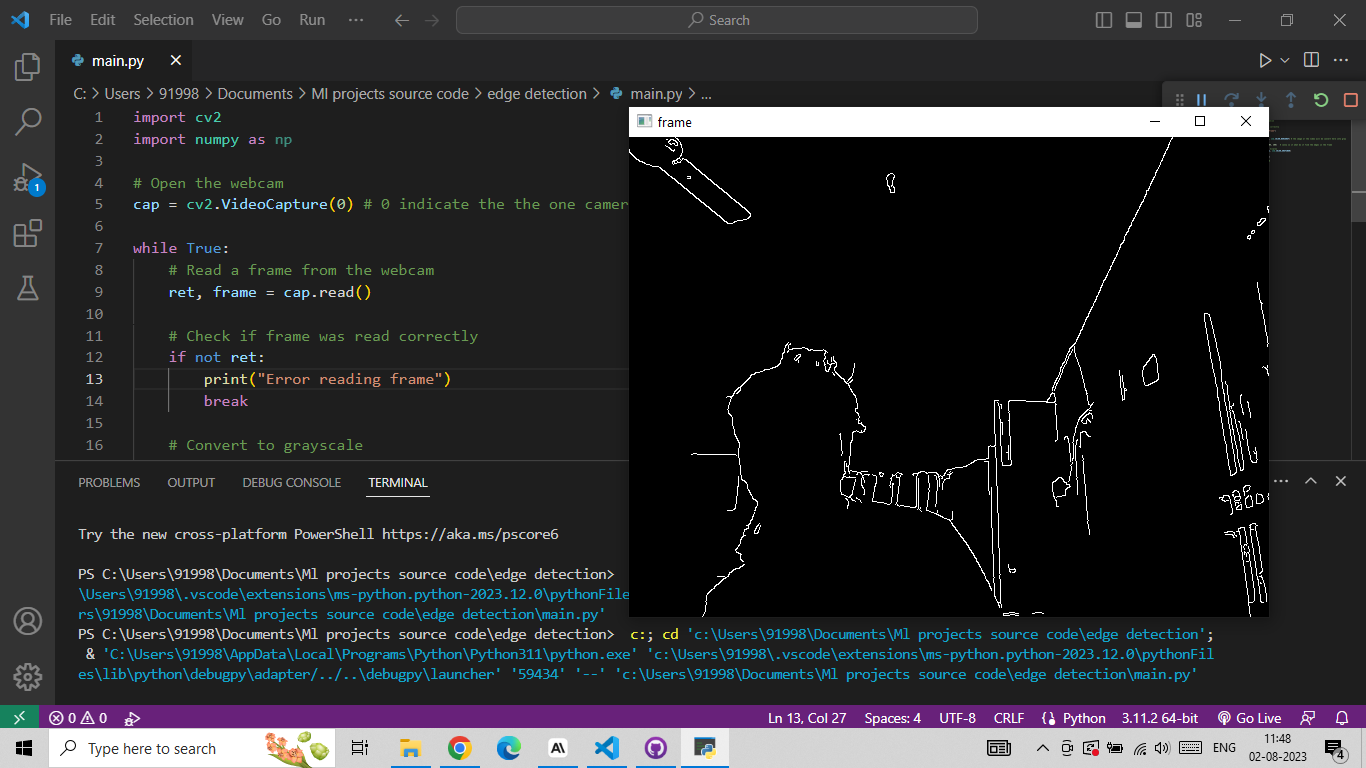 File Edit Selection View Go Run ... Search
main.py
C: > Users > 91998 > Documents > Ml projects source code > edge detection > main.py > ...
frame
1 import cv2
2 import numpy as np
3
4 # Open the webcam
5 cap = cv2.VideoCapture(0) # 0 indicate the the one camer
6
7 while True:
8 # Read a frame from the webcam
9 ret, frame = cap.read()
10
11 # Check if frame was read correctly
12 if not ret:
13 print("Error reading frame")
14 break
15
16 # Convert to grayscale
PROBLEMS OUTPUT DEBUG CONSOLE TERMINAL
Try the new cross-platform PowerShell https://aka.ms/pscore6
PS C:\Users\91998\Documents\Ml projects source code\edge detection>
\Users\91998\.vscode\extensions\ms-python.python-2023.12.0\pythonFile
rs\91998\Documents\Ml projects source code\edge detection\main.py'
PS C:\Users\91998\Documents\Ml projects source code\edge detection> c:; cd 'c:\Users\91998\Documents\Ml projects source code\edge detection';
& 'C:\Users\91998\AppData\Local\Programs\Python\Python311\python.exe' 'c:\Users\91998\.vscode\extensions\ms-python.python-2023.12.0\pythonFil
es\lib\python\debugpy\adapter/../..\debugpy\launcher' '59434' '--' 'c:\Users\91998\Documents\Ml projects source code\edge detection\main.py'
1
0 0 Ln 13, Col 27 Spaces: 4 UTF-8 CRLF Python 3.11.2 64-bit Go Live
Type here to search ENG 11:48
02-08-2023 4